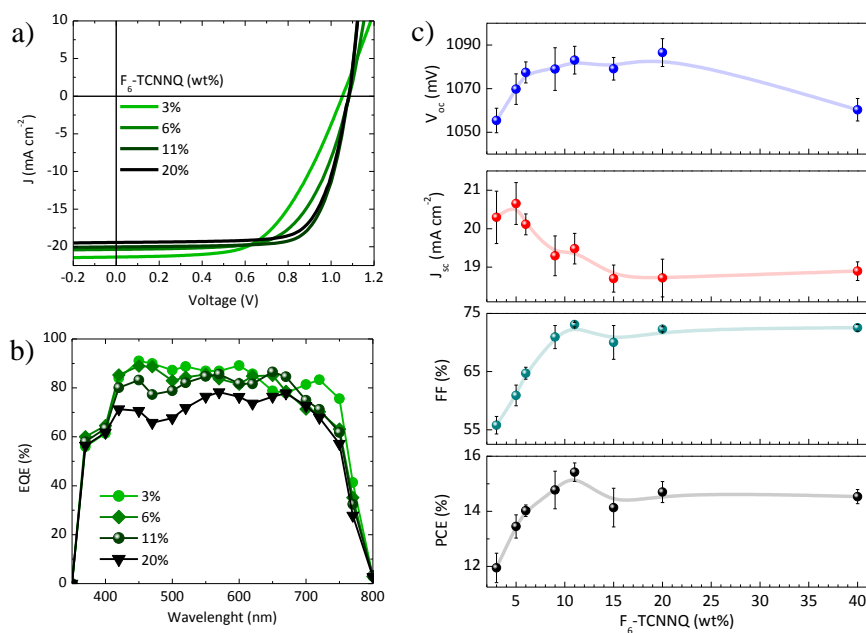 a)
10
5
0
-5
-10
-15
-20
J (mA cm⁻²)
F₆-TCNNQ (wt%)
3%
6%
11%
20%
-0.2 0.0 0.2 0.4 0.6 0.8 1.0 1.2
Voltage (V)
b)
100
80
60
40
20
0
EQE (%)
3%
6%
11%
20%
400 500 600 700 800
Wavelenght (nm)
c)
1090
1070
1050
V_oc (mV)
21
20
19
J_sc (mA cm⁻²)
75
65
55
FF (%)
16
14
12
PCE (%)
5 10 15 20 25 30 35 40
F₆-TCNNQ (wt%)